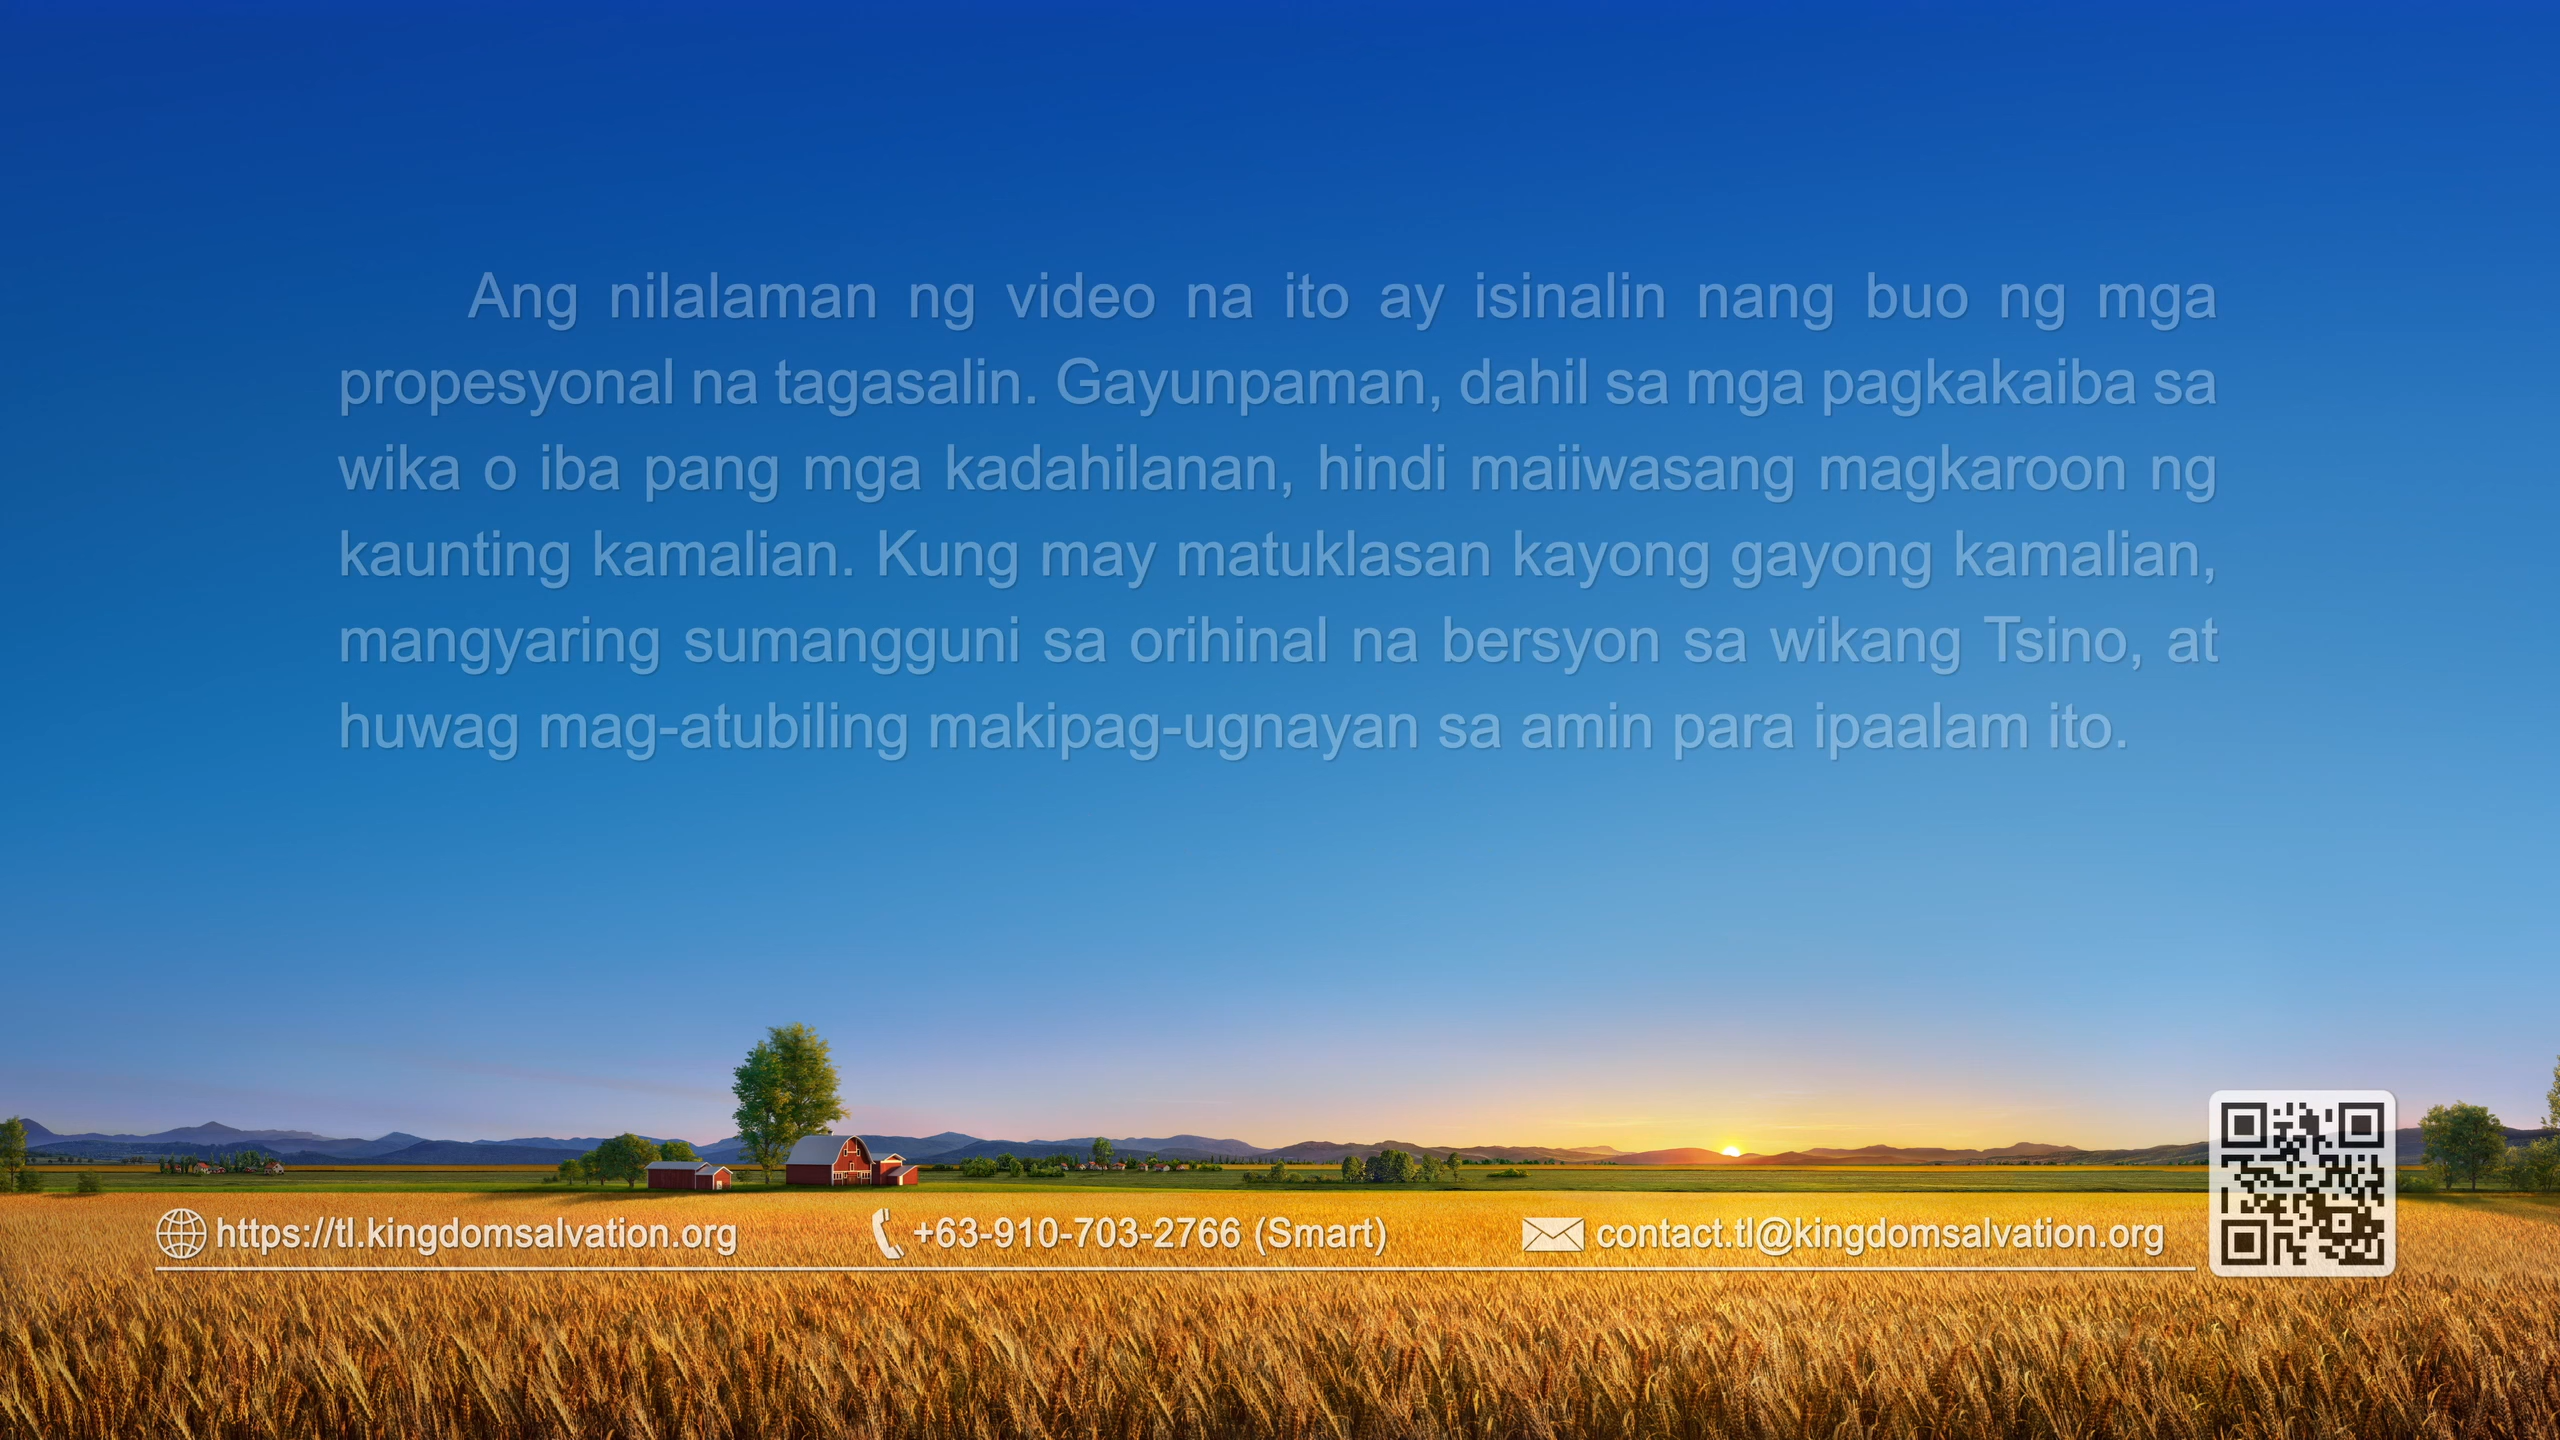 Ang nilalaman ng video na ito ay isinalin nang buo ng mga
propesyonal na tagasalin. Gayunpaman, dahil sa mga pagkakaiba sa
wika o iba pang mga kadahilanan, hindi maiiwasang magkaroon ng
kaunting kamalian. Kung may matuklasan kayong gayong kamalian,
mangyaring sumangguni sa orihinal na bersyon sa wikang Tsino, at
huwag mag-atubiling makipag-ugnayan sa amin para ipaalam ito.
https://tl.kingdomsalvation.org +63-910-703-2766 (Smart) contact.tl@kingdomsalvation.org